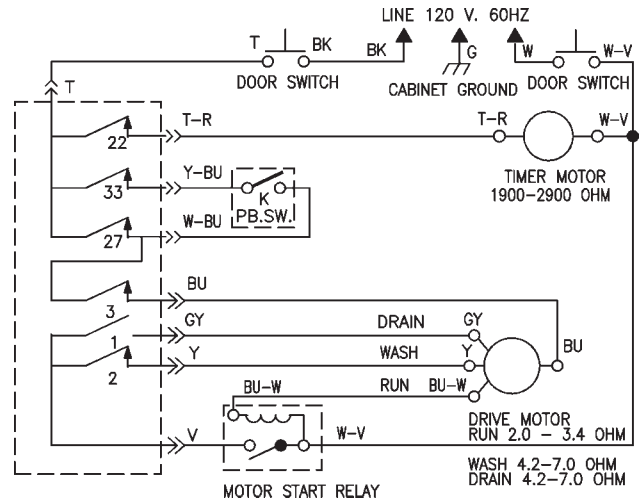 LINE 120 V. 60HZ
T BK BK G W W-V
DOOR SWITCH
CABINET GROUND
DOOR SWITCH
T
T-R T-R W-V
22
TIMER MOTOR
1900-2900 OHM
Y-BU
33
K
PB.SW.
W-BU
27
BU
3
GY DRAIN GY
1
Y WASH Y BU
2
BU-W RUN BU-W
DRIVE MOTOR
RUN 2.0 - 3.4 OHM
V W-V
WASH 4.2-7.0 OHM
DRAIN 4.2-7.0 OHM
MOTOR START RELAY